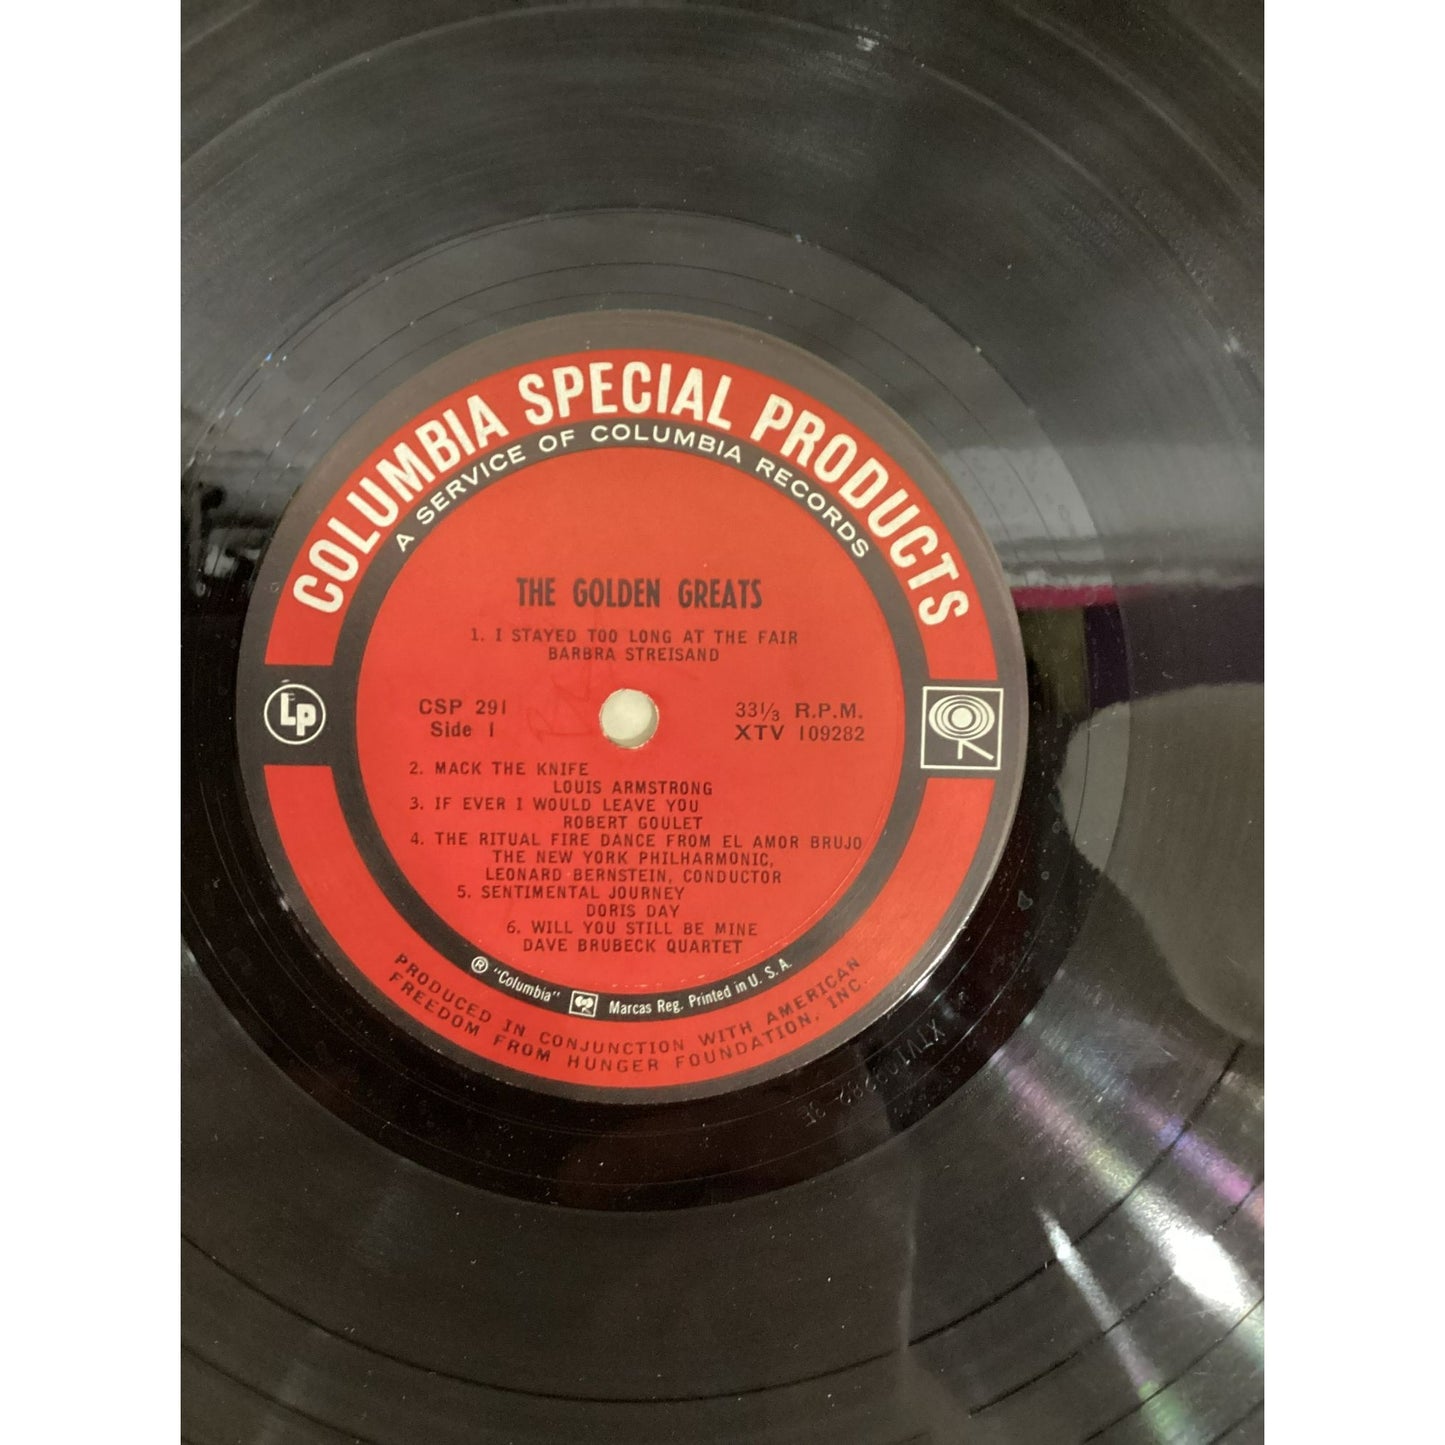 COLUMBIA SPECIAL PRODUCTS
A SERVICE OF COLUMBIA RECORDS
THE GOLDEN GREATS
1. I STAYED TOO LONG AT THE FAIR
BARBRA STREISAND
LP
CSP 291
Side 1
33⅓ R.P.M.
XTV 109282
2. MACK THE KNIFE
LOUIS ARMSTRONG
3. IF EVER I WOULD LEAVE YOU
ROBERT GOULET
4. THE RITUAL FIRE DANCE FROM EL AMOR BRUJO
THE NEW YORK PHILHARMONIC,
LEONARD BERNSTEIN, CONDUCTOR
5. SENTIMENTAL JOURNEY
DORIS DAY
6. WILL YOU STILL BE MINE
DAVE BRUBECK QUARTET
® "Columbia" Marcas Reg. Printed in U. S. A.
PRODUCED IN CONJUNCTION WITH AMERICAN
FREEDOM FROM HUNGER FOUNDATION, INC.